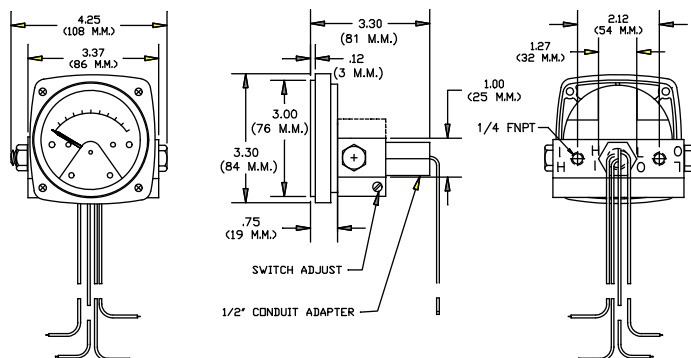 4.25
(108 M.M.)
3.37
(86 M.M.)
3.30
(81 M.M.)
.12
(3 M.M.)
3.00
(76 M.M.)
3.30
(84 M.M.)
.75
(19 M.M.)
1.00
(25 M.M.)
SWITCH ADJUST
1/2" CONDUIT ADAPTER
2.12
(54 M.M.)
1.27
(32 M.M.)
1/4 FNPT
H I
H I
L O
L O